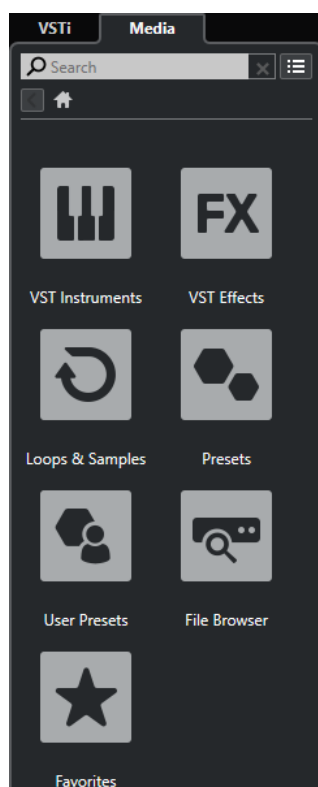 VSTi Media
Search
FX
VST Instruments VST Effects
Loops & Samples Presets
User Presets File Browser
Favorites